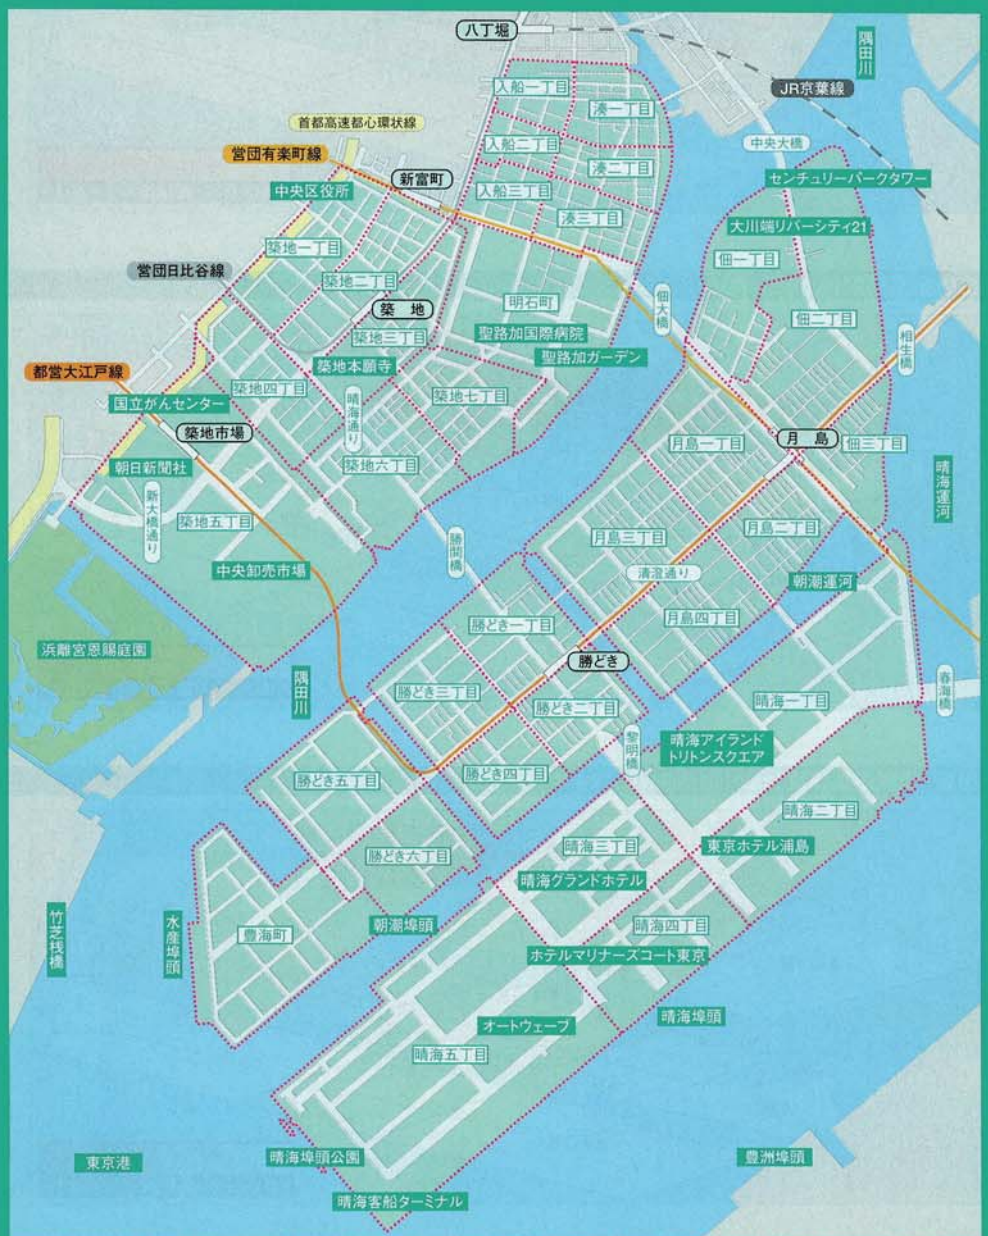 八丁堀
隅田川
入船一丁目
JR京葉線
湊一丁目
首都高速都心環状線
入船二丁目
中央大橋
営団有楽町線
湊二丁目
新富町
センチュリーパークタワー
中央区役所
入船三丁目
湊三丁目
大川端リバーシティ21
築地一丁目
佃一丁目
営団日比谷線
築地二丁目
明石町
佃大橋
築 地
佃二丁目
築地三丁目
聖路加国際病院
相生橋
聖路加ガーデン
築地本願寺
都営大江戸線
築地四丁目
築地七丁目
国立がんセンター
晴海通り
築地市場
月 島
佃三丁目
月島一丁目
朝日新聞社
築地六丁目
晴海運河
新大橋通り
築地五丁目
月島二丁目
月島三丁目
勝鬨橋
中央卸売市場
清澄通り
朝潮運河
月島四丁目
勝どき一丁目
浜離宮恩賜庭園
勝どき
隅田川
勝どき三丁目
晴海一丁目
春海橋
勝どき二丁目
黎明橋
晴海アイランド
トリトンスクエア
勝どき五丁目
勝どき四丁目
晴海二丁目
勝どき六丁目
晴海三丁目
東京ホテル浦島
晴海グランドホテル
竹芝桟橋
水産埠頭
豊海町
朝潮埠頭
晴海四丁目
ホテルマリナーズコート東京
晴海埠頭
オートウェーブ
晴海五丁目
東京港
晴海埠頭公園
豊洲埠頭
晴海客船ターミナル